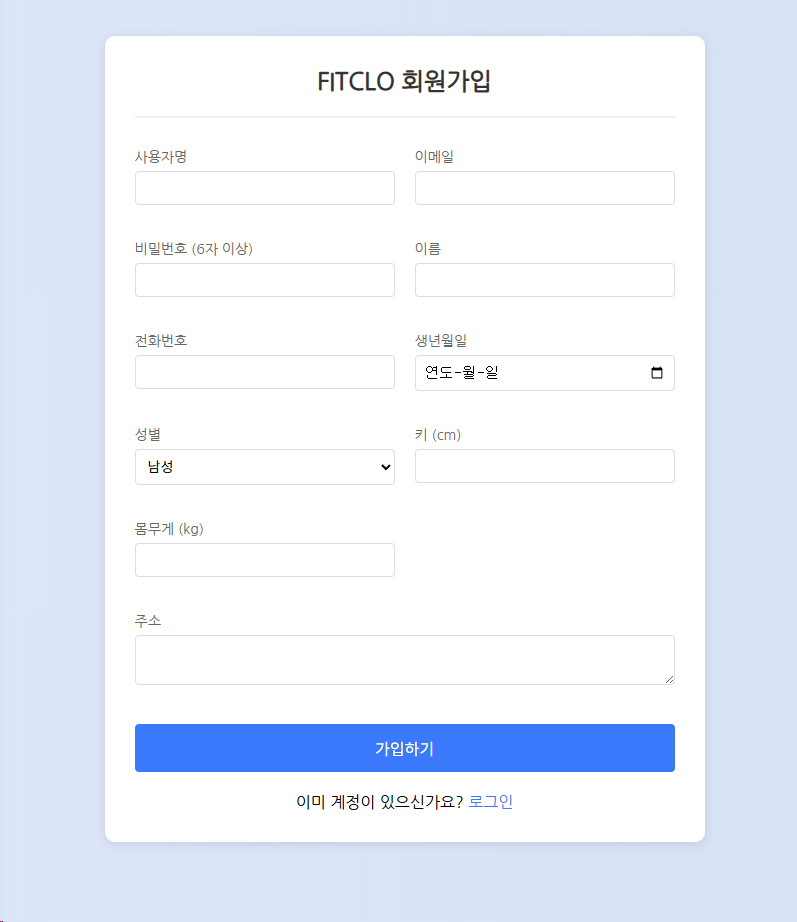 FITCLO 회원가입
사용자명 이메일
비밀번호 (6자 이상) 이름
전화번호 생년월일
연도-월-일
성별 키 (cm)
남성
몸무게 (kg)
주소
가입하기
이미 계정이 있으신가요? 로그인